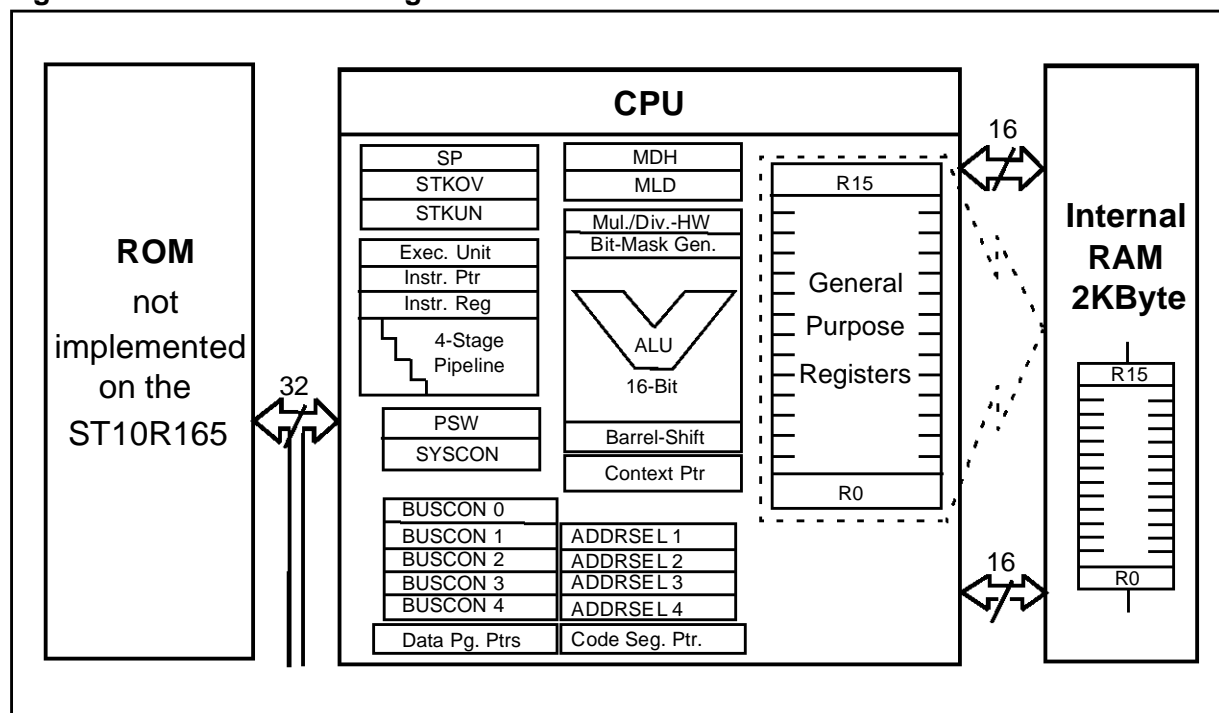 ROM
not
implemented
on the
ST10R165
32
CPU
SP
STKOV
STKUN
Exec. Unit
Instr. Ptr
Instr. Reg
4-Stage
Pipeline
PSW
SYSCON
BUSCON 0
BUSCON 1
BUSCON 2
BUSCON 3
BUSCON 4
Data Pg. Ptrs
MDH
MLD
Mul./Div.-HW
Bit-Mask Gen.
ALU
16-Bit
Barrel-Shift
Context Ptr
ADDRSEL 1
ADDRSEL 2
ADDRSEL 3
ADDRSEL 4
Code Seg. Ptr.
R15
General
Purpose
Registers
R0
16
16
Internal
RAM
2KByte
R15
R0